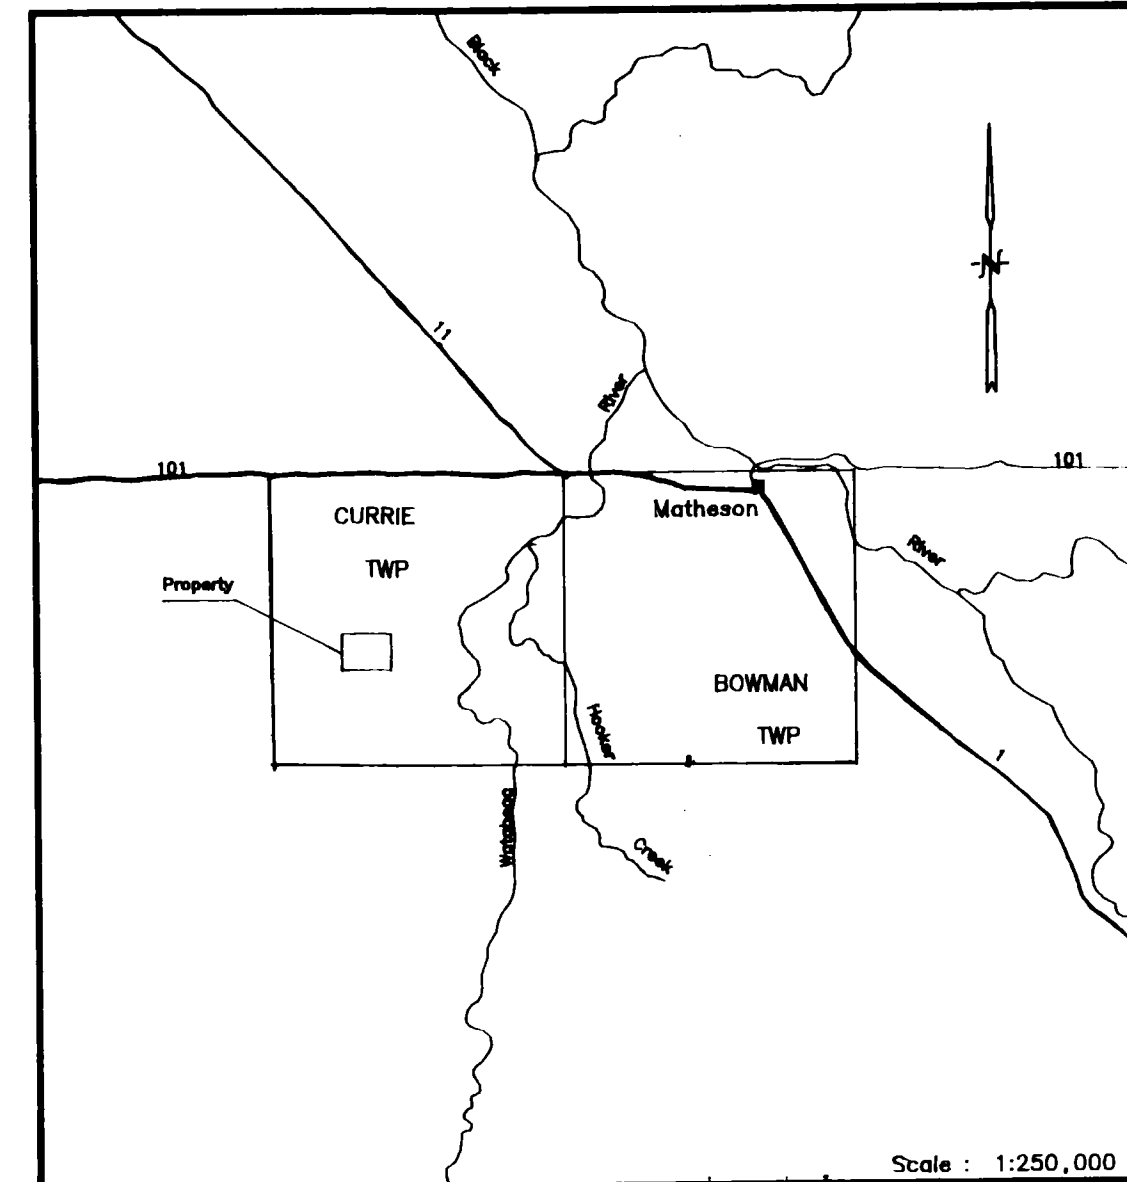 Black
N
11
River
101
101
Matheson
CURRIE
TWP
River
Property
BOWMAN
TWP
Hooker
1
Watabeag
Creek
Scale : 1:250,000